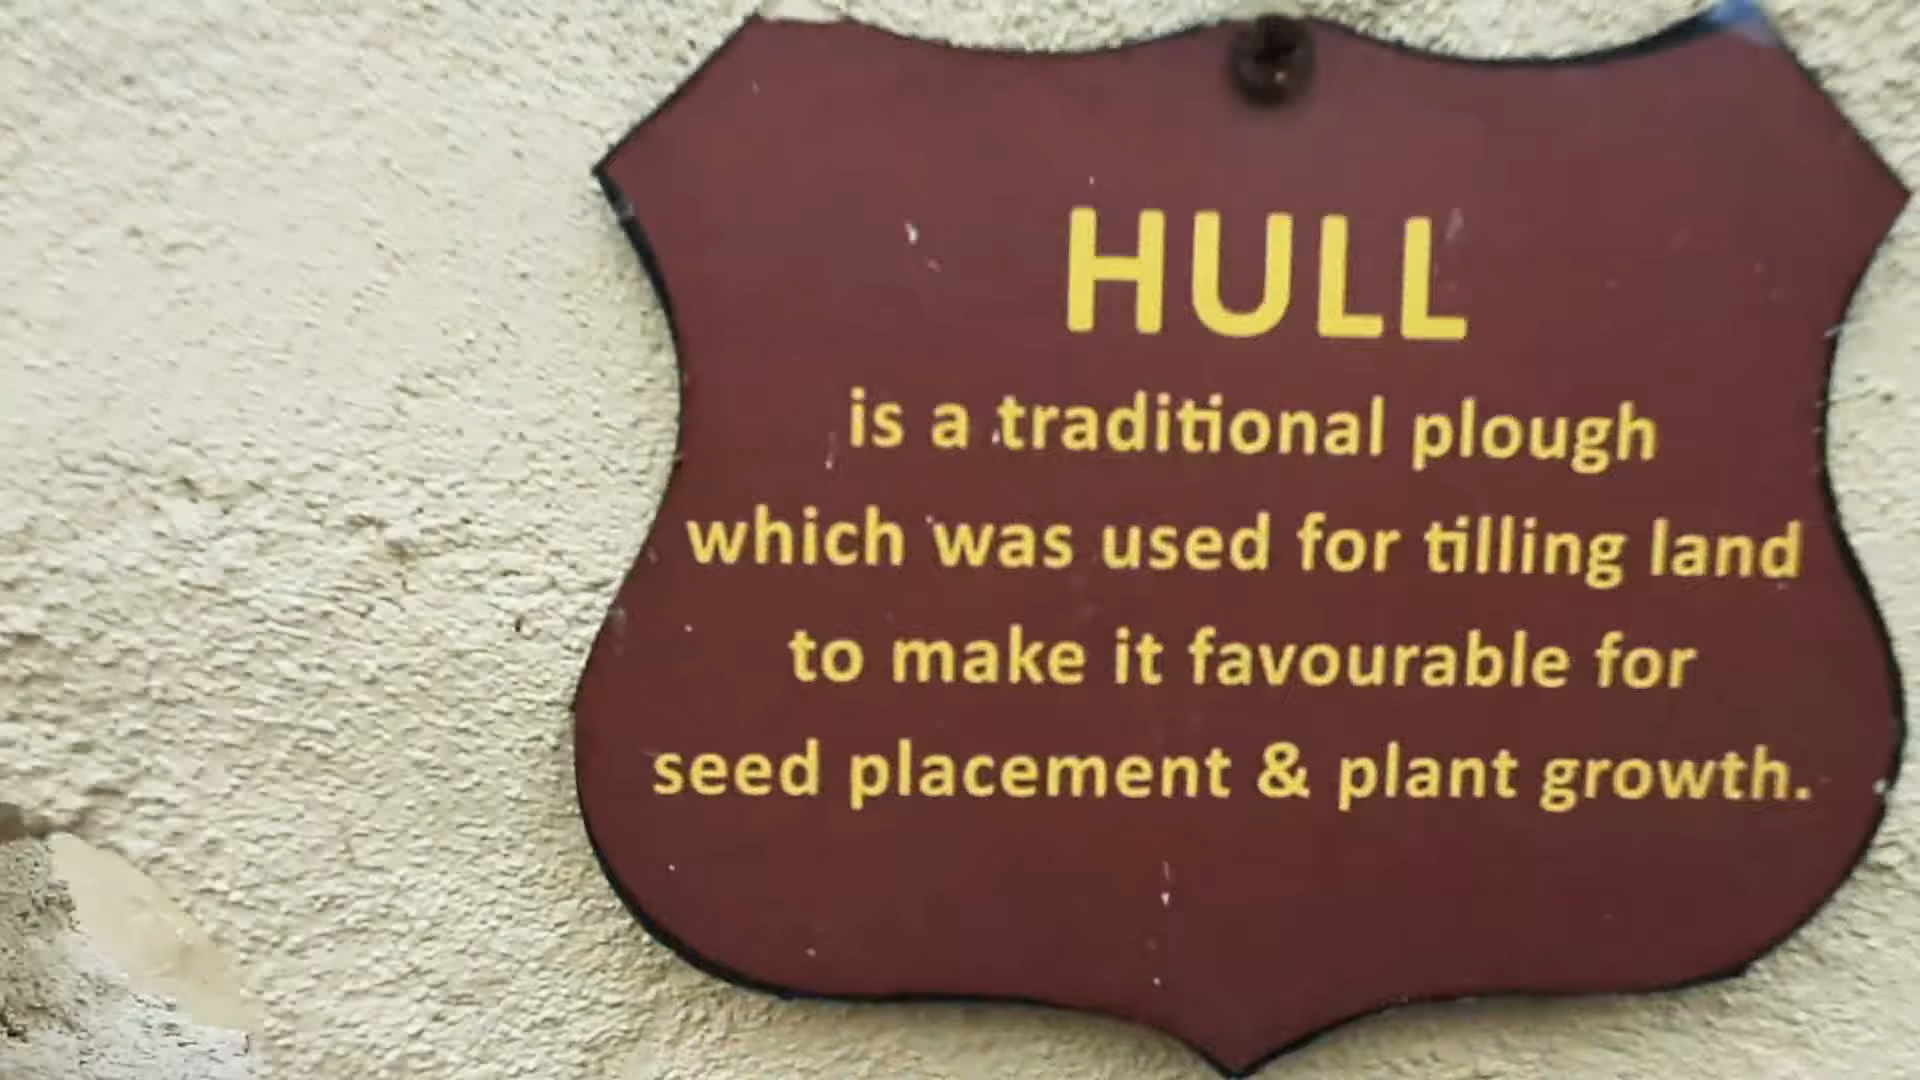 HULL
is a traditional plough
which was used for tilling land
to make it favourable for
seed placement & plant growth.